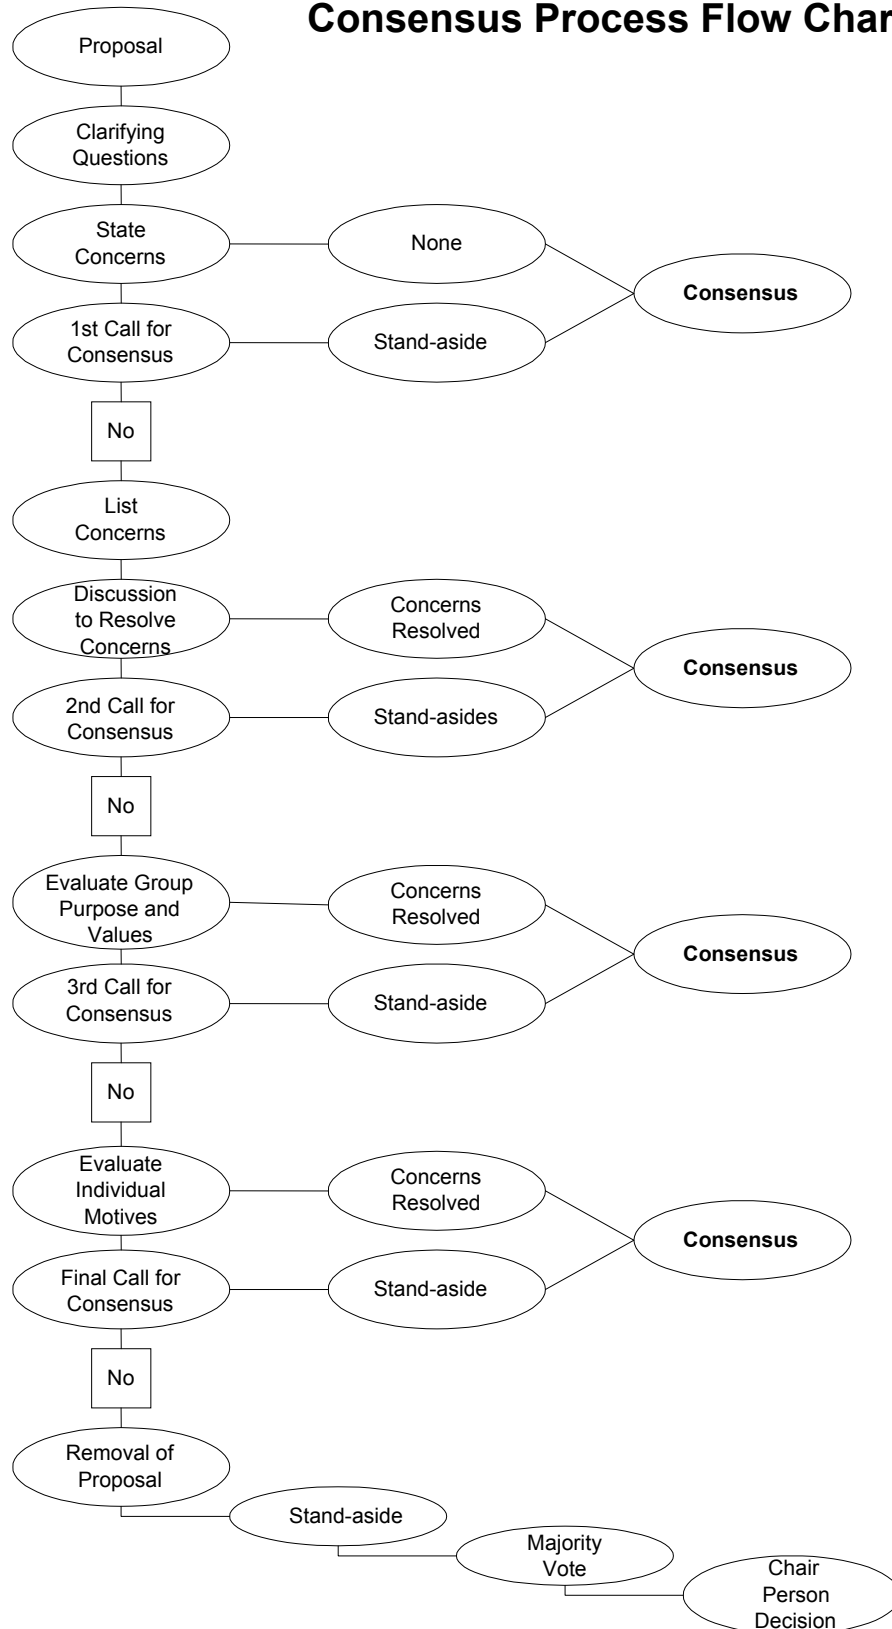 Consensus Process Flow Char
Proposal
Clarifying
Questions
State
Concerns
None
Consensus
1st Call for
Consensus
Stand-aside
No
List
Concerns
Discussion
to Resolve
Concerns
Concerns
Resolved
Consensus
2nd Call for
Consensus
Stand-asides
No
Evaluate Group
Purpose and
Values
Concerns
Resolved
Consensus
3rd Call for
Consensus
Stand-aside
No
Evaluate
Individual
Motives
Concerns
Resolved
Consensus
Final Call for
Consensus
Stand-aside
No
Removal of
Proposal
Stand-aside
Majority
Vote
Chair
Person
Decision